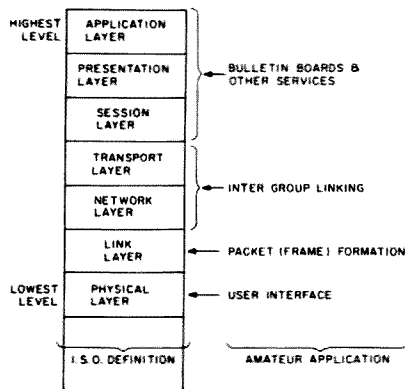 HIGHEST LEVEL
APPLICATION LAYER
PRESENTATION LAYER
BULLETIN BOARDS & OTHER SERVICES
SESSION LAYER
TRANSPORT LAYER
INTER GROUP LINKING
NETWORK LAYER
LINK LAYER
PACKET (FRAME) FORMATION
LOWEST LEVEL
PHYSICAL LAYER
USER INTERFACE
I.S.O. DEFINITION
AMATEUR APPLICATION